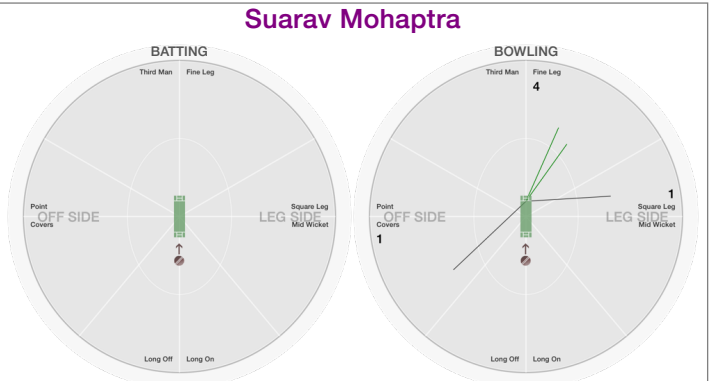 Suarav Mohaptra
BATTING
Third Man Fine Leg
Point
OFF SIDE
Covers
Square Leg
LEG SIDE
Mid Wicket
Long Off Long On
BOWLING
Third Man Fine Leg
4
Point
OFF SIDE
Covers
1
1
Square Leg
LEG SIDE
Mid Wicket
Long Off Long On